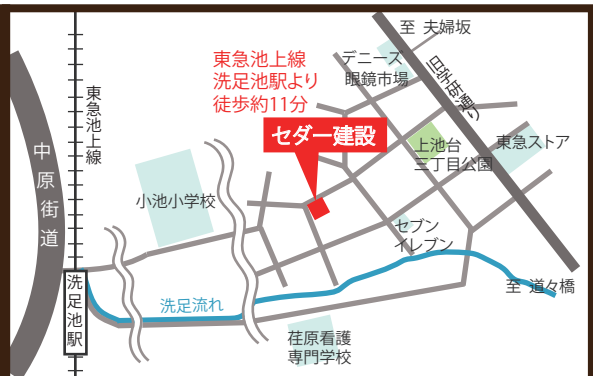 至 夫婦坂
デニーズ
眼鏡市場
旧学研通り
東急池上線
洗足池駅より
徒歩約11分
東急池上線
セダー建設
上池台
三丁目公園
東急ストア
中原街道
小池小学校
セブン
イレブン
洗足池駅
洗足流れ
至 道々橋
荏原看護
専門学校